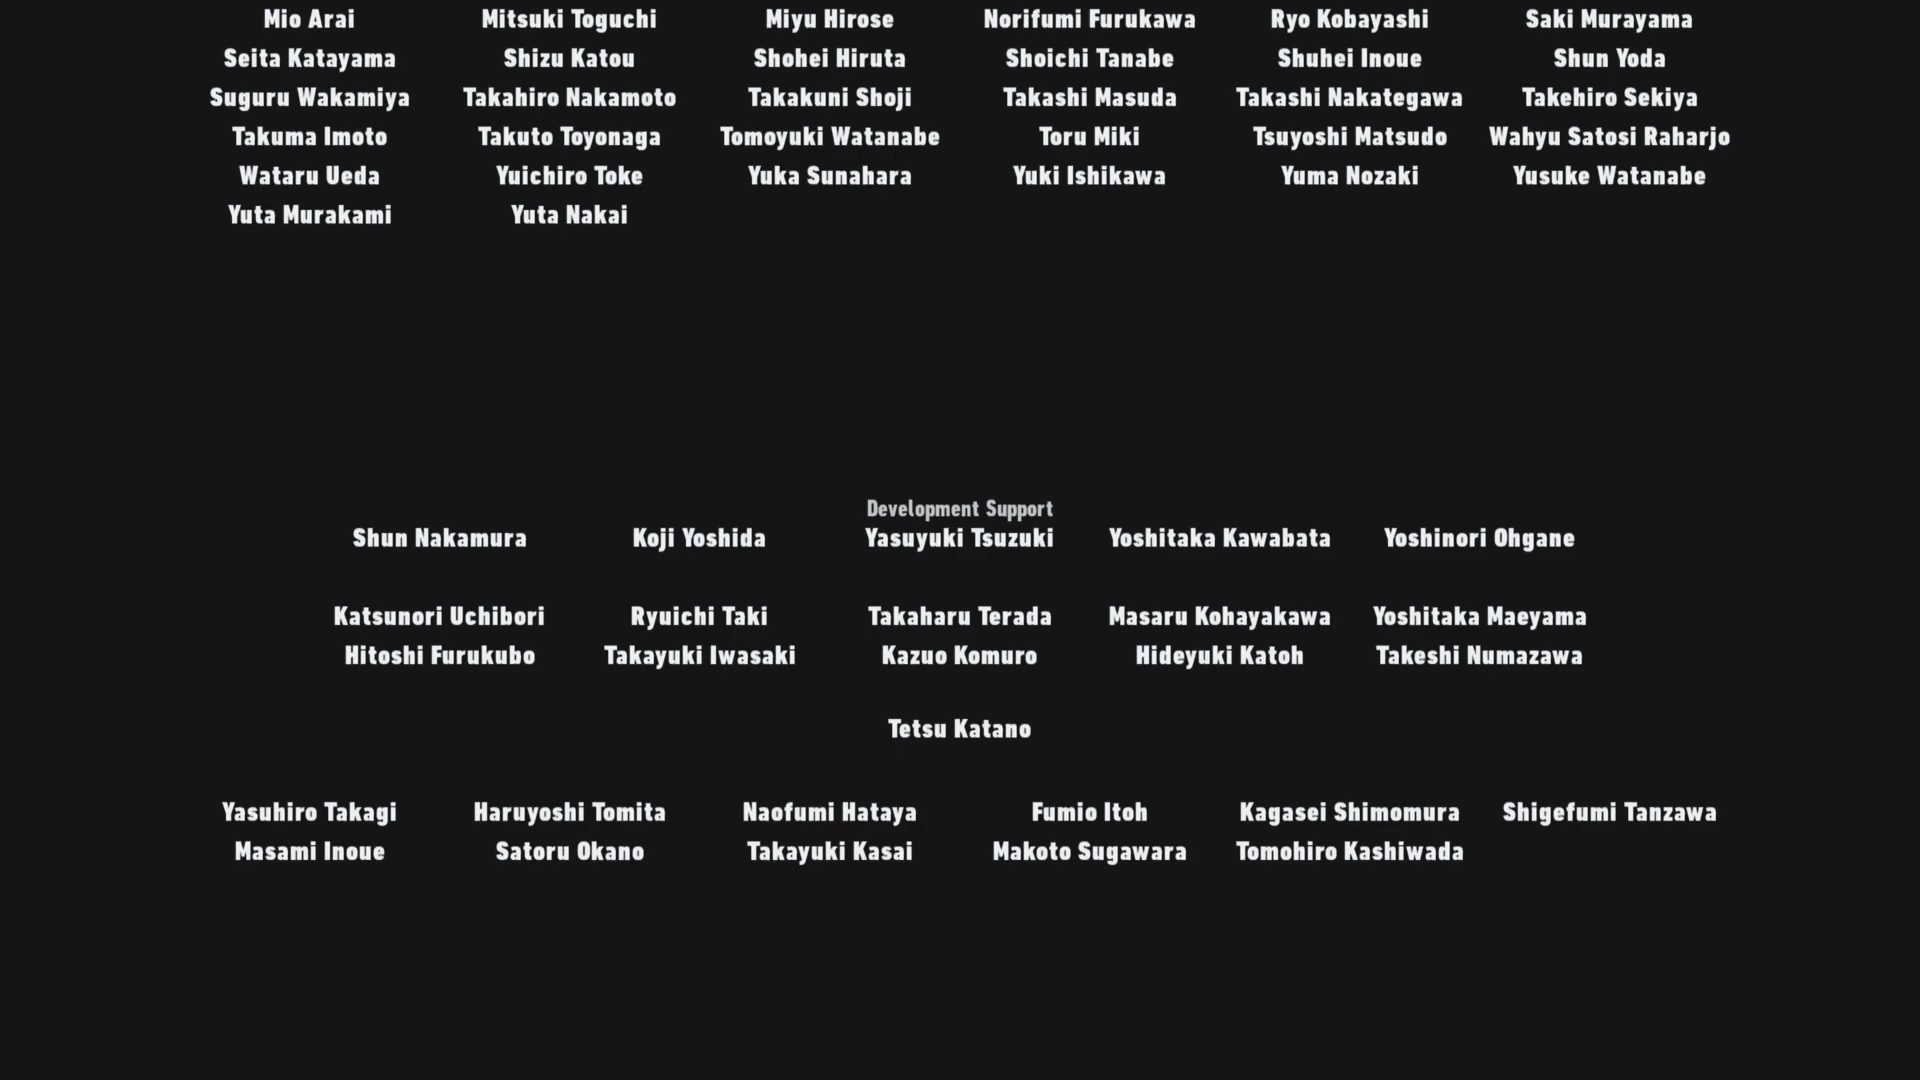 Mio Arai Mitsuki Toguchi Miyu Hirose Norifumi Furukawa Ryo Kobayashi Saki Murayama
Seita Katayama Shizu Katou Shohei Hiruta Shoichi Tanabe Shuhei Inoue Shun Yoda
Suguru Wakamiya Takahiro Nakamoto Takakuni Shoji Takashi Masuda Takashi Nakategawa Takehiro Sekiya
Takuma Imoto Takuto Toyonaga Tomoyuki Watanabe Toru Miki Tsuyoshi Matsudo Wahyu Satosi Raharjo
Wataru Ueda Yuichiro Toke Yuka Sunahara Yuki Ishikawa Yuma Nozaki Yusuke Watanabe
Yuta Murakami Yuta Nakai
Development Support
Shun Nakamura Koji Yoshida Yasuyuki Tsuzuki Yoshitaka Kawabata Yoshinori Ohgane
Katsunori Uchibori Ryuichi Taki Takaharu Terada Masaru Kohayakawa Yoshitaka Maeyama
Hitoshi Furukubo Takayuki Iwasaki Kazuo Komuro Hideyuki Katoh Takeshi Numazawa
Tetsu Katano
Yasuhiro Takagi Haruyoshi Tomita Naofumi Hataya Fumio Itoh Kagasei Shimomura Shigefumi Tanzawa
Masami Inoue Satoru Okano Takayuki Kasai Makoto Sugawara Tomohiro Kashiwada